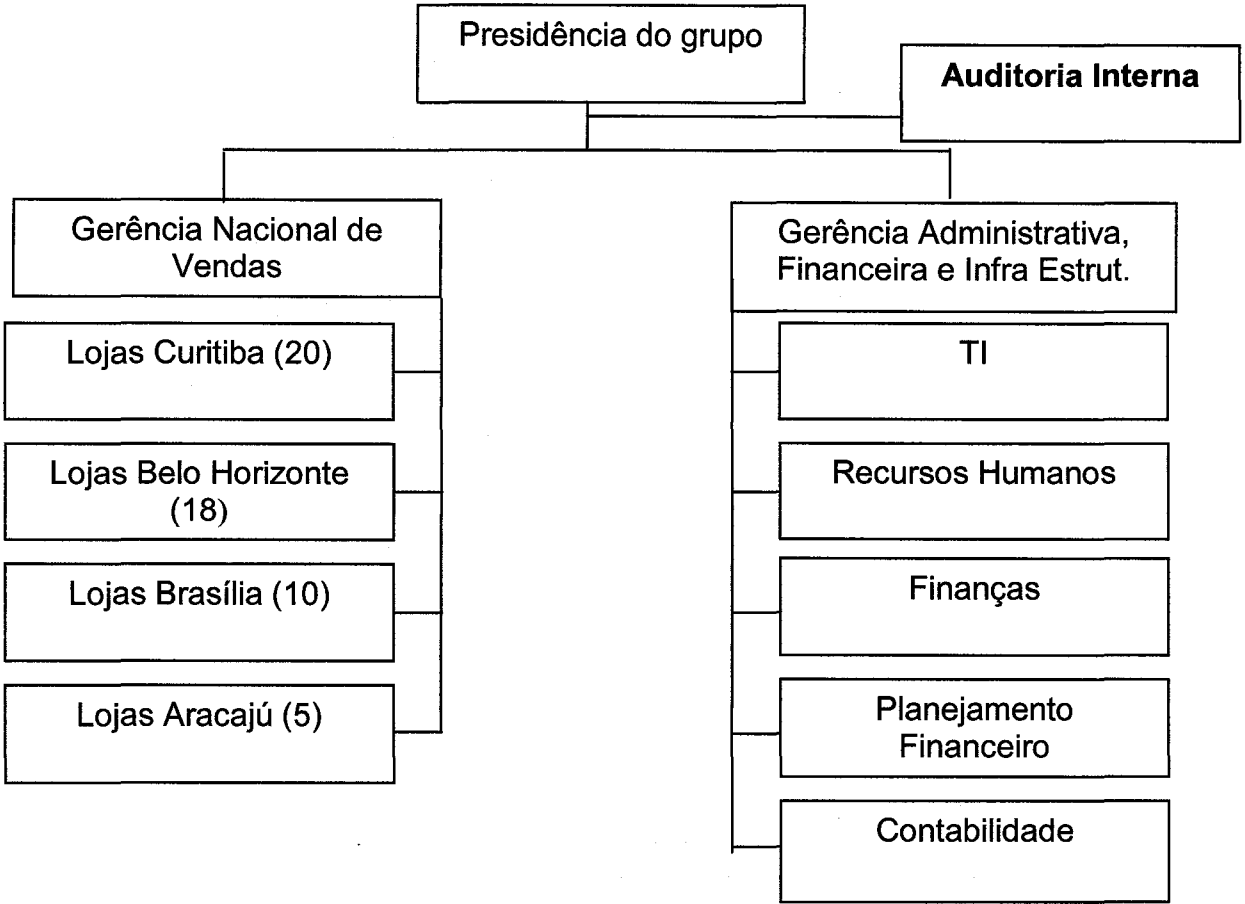 Presidência do grupo
Auditoria Interna
Gerência Nacional de
Vendas
Lojas Curitiba (20)
Lojas Belo Horizonte
(18)
Lojas Brasília (10)
Lojas Aracajú (5)
Gerência Administrativa,
Financeira e Infra Estrut.
TI
Recursos Humanos
Finanças
Planejamento
Financeiro
Contabilidade